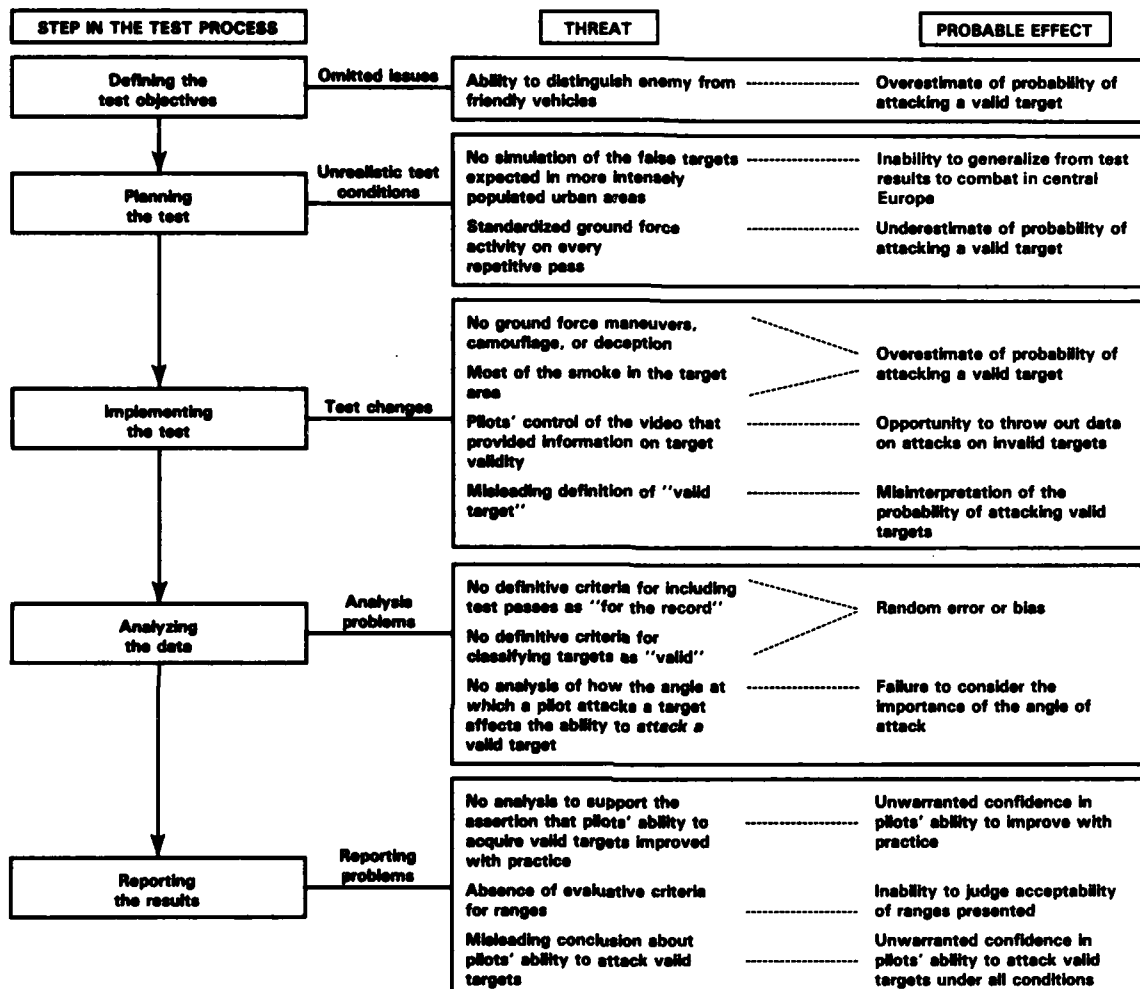 STEP IN THE TEST PROCESS
THREAT
PROBABLE EFFECT
Defining the
test objectives
Omitted issues
Ability to distinguish enemy from
friendly vehicles
Overestimate of probability of
attacking a valid target
Planning
the test
Unrealistic test
conditions
No simulation of the false targets
expected in more intensely
populated urban areas
Inability to generalize from test
results to combat in central
Europe
Standardized ground force
activity on every
repetitive pass
Underestimate of probability of
attacking a valid target
Implementing
the test
Test changes
No ground force maneuvers,
camouflage, or deception
Most of the smoke in the target
area
Overestimate of probability of
attacking a valid target
Pilots' control of the video that
provided information on target
validity
Opportunity to throw out data
on attacks on invalid targets
Misleading definition of "valid
target"
Misinterpretation of the
probability of attacking valid
targets
Analyzing
the data
Analysis
problems
No definitive criteria for including
test passes as "for the record"
No definitive criteria for
classifying targets as "valid"
Random error or bias
No analysis of how the angle at
which a pilot attacks a target
affects the ability to attack a
valid target
Failure to consider the
importance of the angle of
attack
Reporting
the results
Reporting
problems
No analysis to support the
assertion that pilots' ability to
acquire valid targets improved
with practice
Unwarranted confidence in
pilots' ability to improve with
practice
Absence of evaluative criteria
for ranges
Inability to judge acceptability
of ranges presented
Misleading conclusion about
pilots' ability to attack valid
targets
Unwarranted confidence in
pilots' ability to attack valid
targets under all conditions